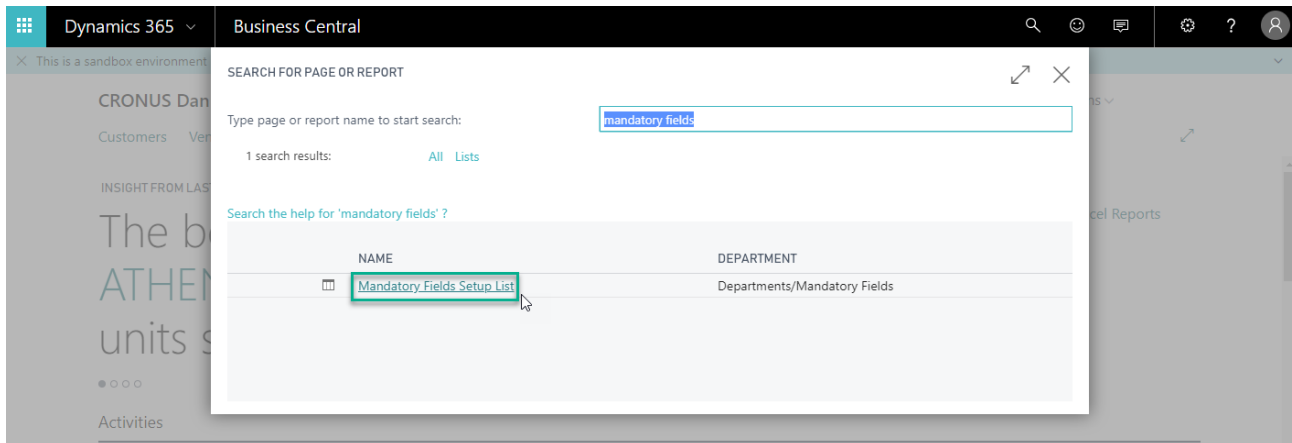 Dynamics 365 Business Central ?
This is a sandbox environment
SEARCH FOR PAGE OR REPORT
CRONUS Dan
Type page or report name to start search: mandatory fields
Customers Ver
1 search results: All Lists
INSIGHT FROM LAS
Search the help for 'mandatory fields' ? cel Reports
The b
NAME DEPARTMENT
ATHEN
Mandatory Fields Setup List Departments/Mandatory Fields
units s
Activities